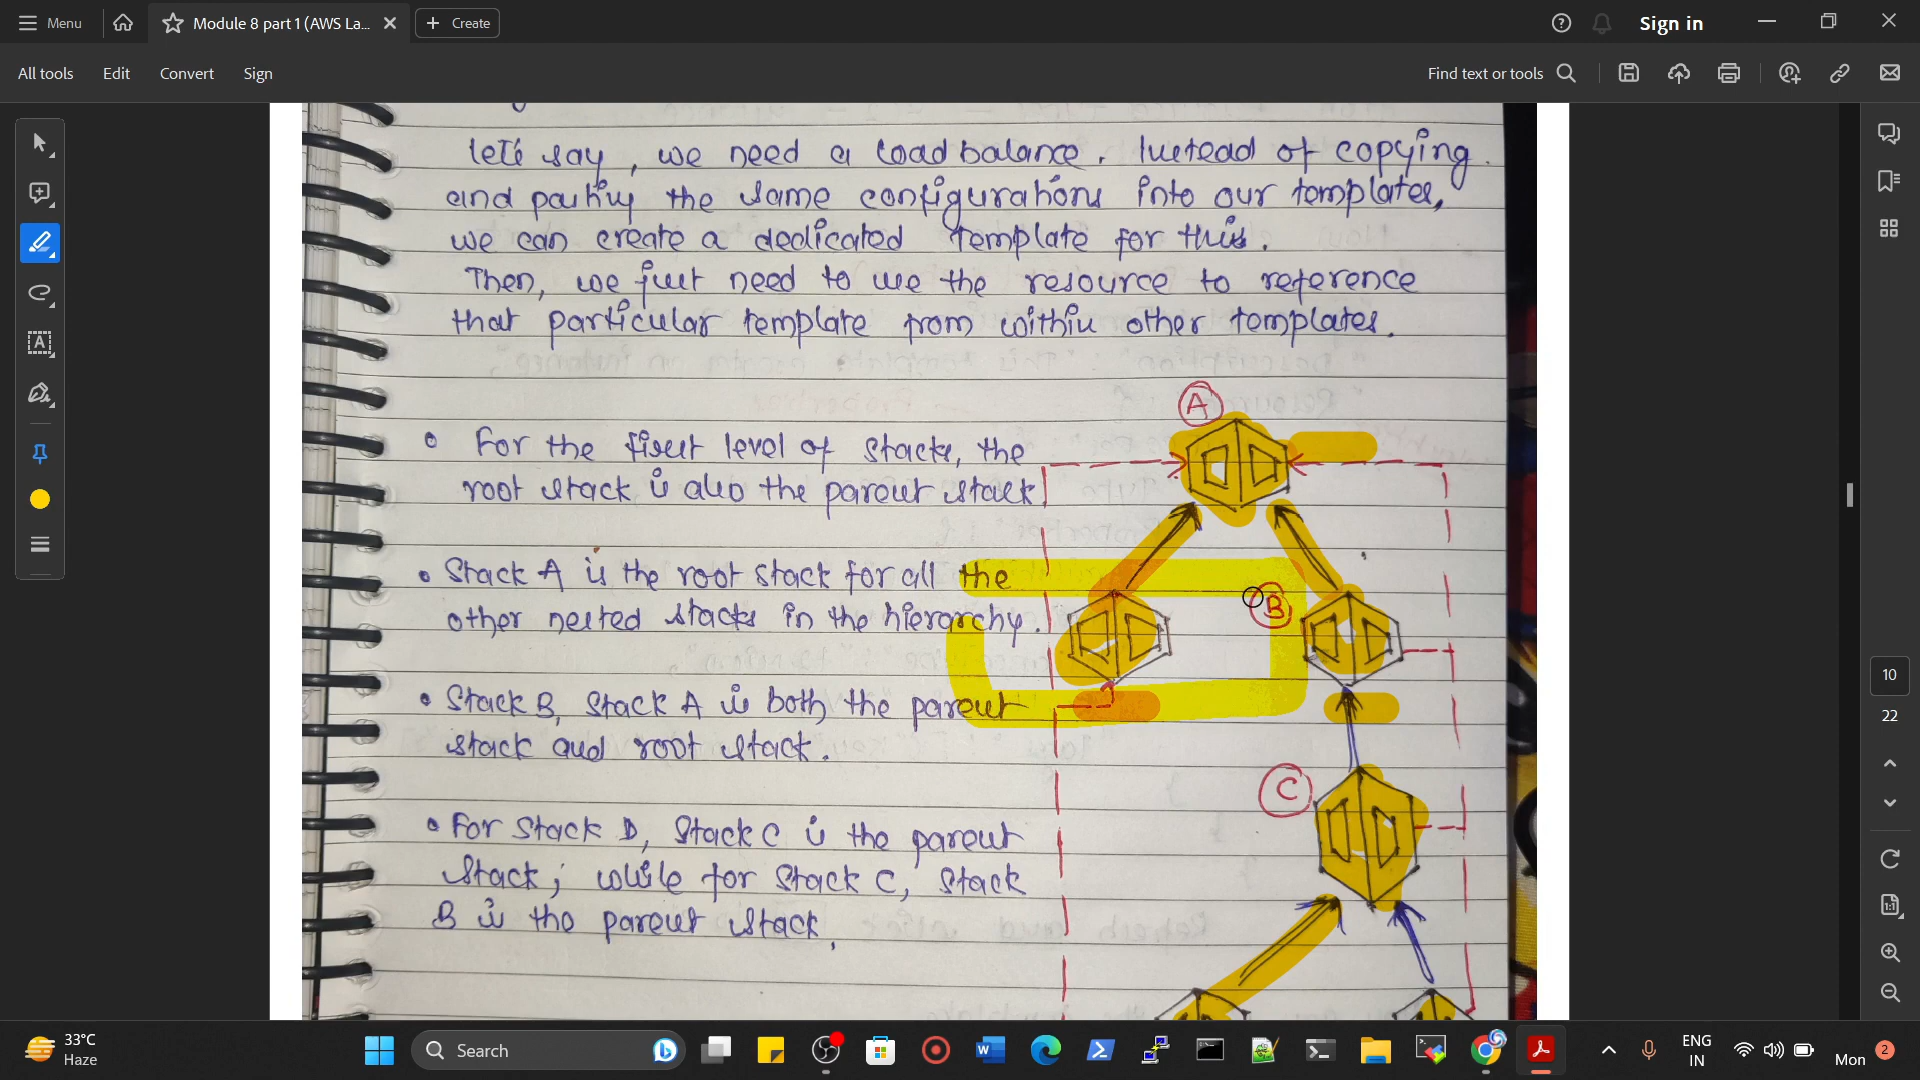 Menu
Module 8 part 1 (AWS La...
Create
Sign in
All tools
Edit
Convert
Sign
Find text or tools
let's say, we need a load balance. Instead of copying
and pasting the same configurations into our templates,
we can create a dedicated template for this.
Then, we just need to use the resource to reference
that particular template from within other templates.
A
• For the first level of stacks, the
root stack is also the parent stack
• Stack A is the root stack for all the
other nested stacks in the hierarchy.
B
• Stack B, Stack A is both the parent
stack and root stack.
C
• For Stack D, Stack C is the parent
Stack; while for Stack C, Stack
B is the parent stack,
10
22
33°C
Haze
Search
ENG
IN
Mon
2